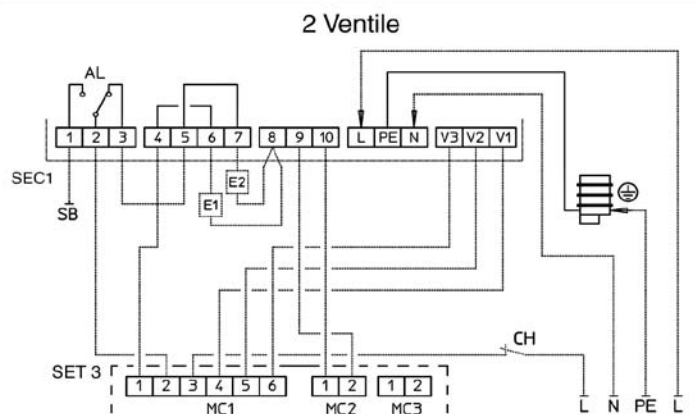 2 Ventile
AL
1 2 3 4 5 6 7 8 9 10 L PE N V3 V2 V1
SEC1
E2
E1
SB
CH
SET 3
1 2 3 4 5 6 1 2 1 2
MC1 MC2 MC3
L N PE L